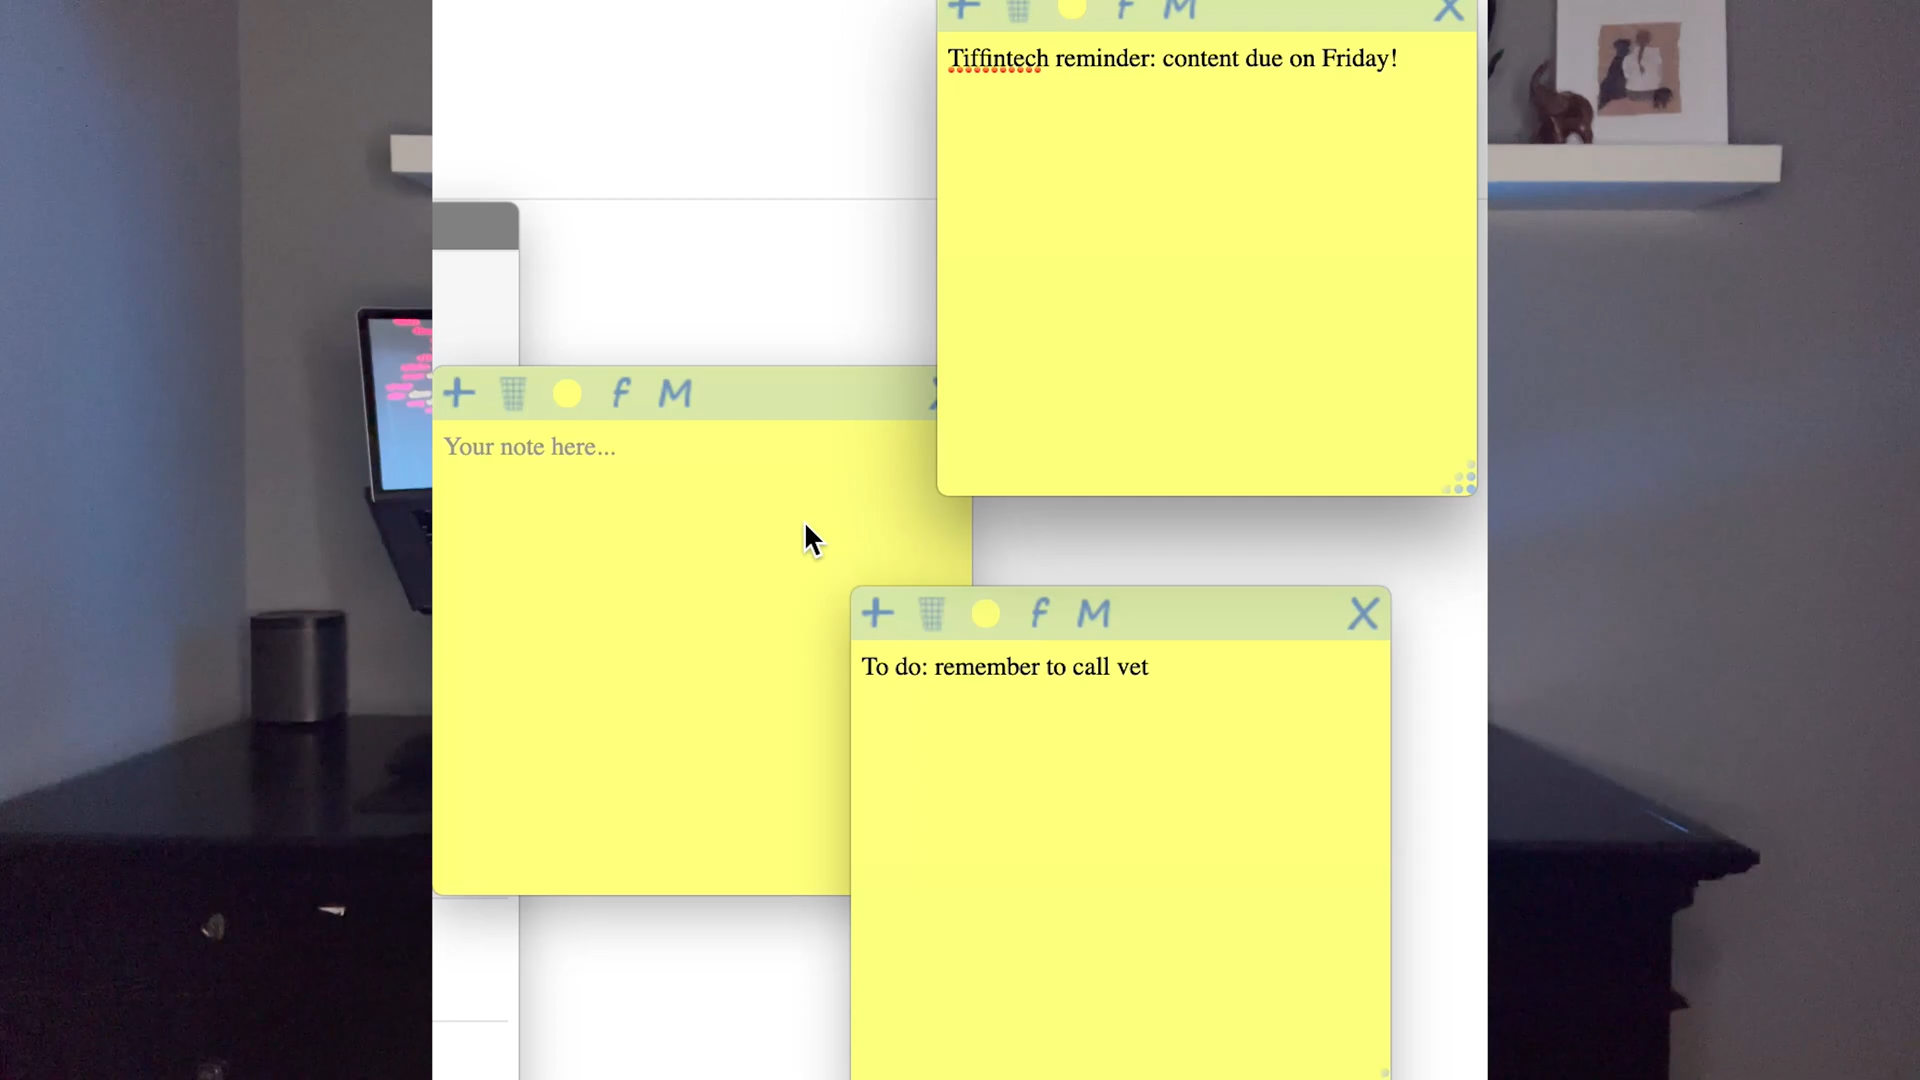 f M
Tiffintech reminder: content due on Friday!
f M
Your note here...
f M X
To do: remember to call vet